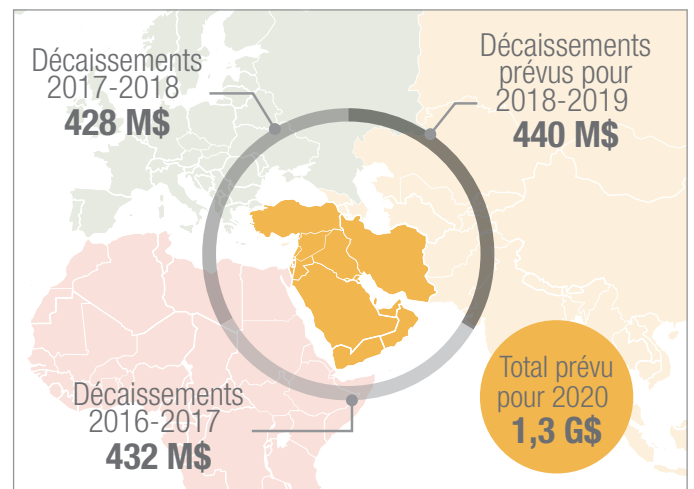 Décaissements
2017-2018
428 M$
Décaissements
prévus pour
2018-2019
440 M$
Décaissements
2016-2017
432 M$
Total prévu
pour 2020
1,3 G$